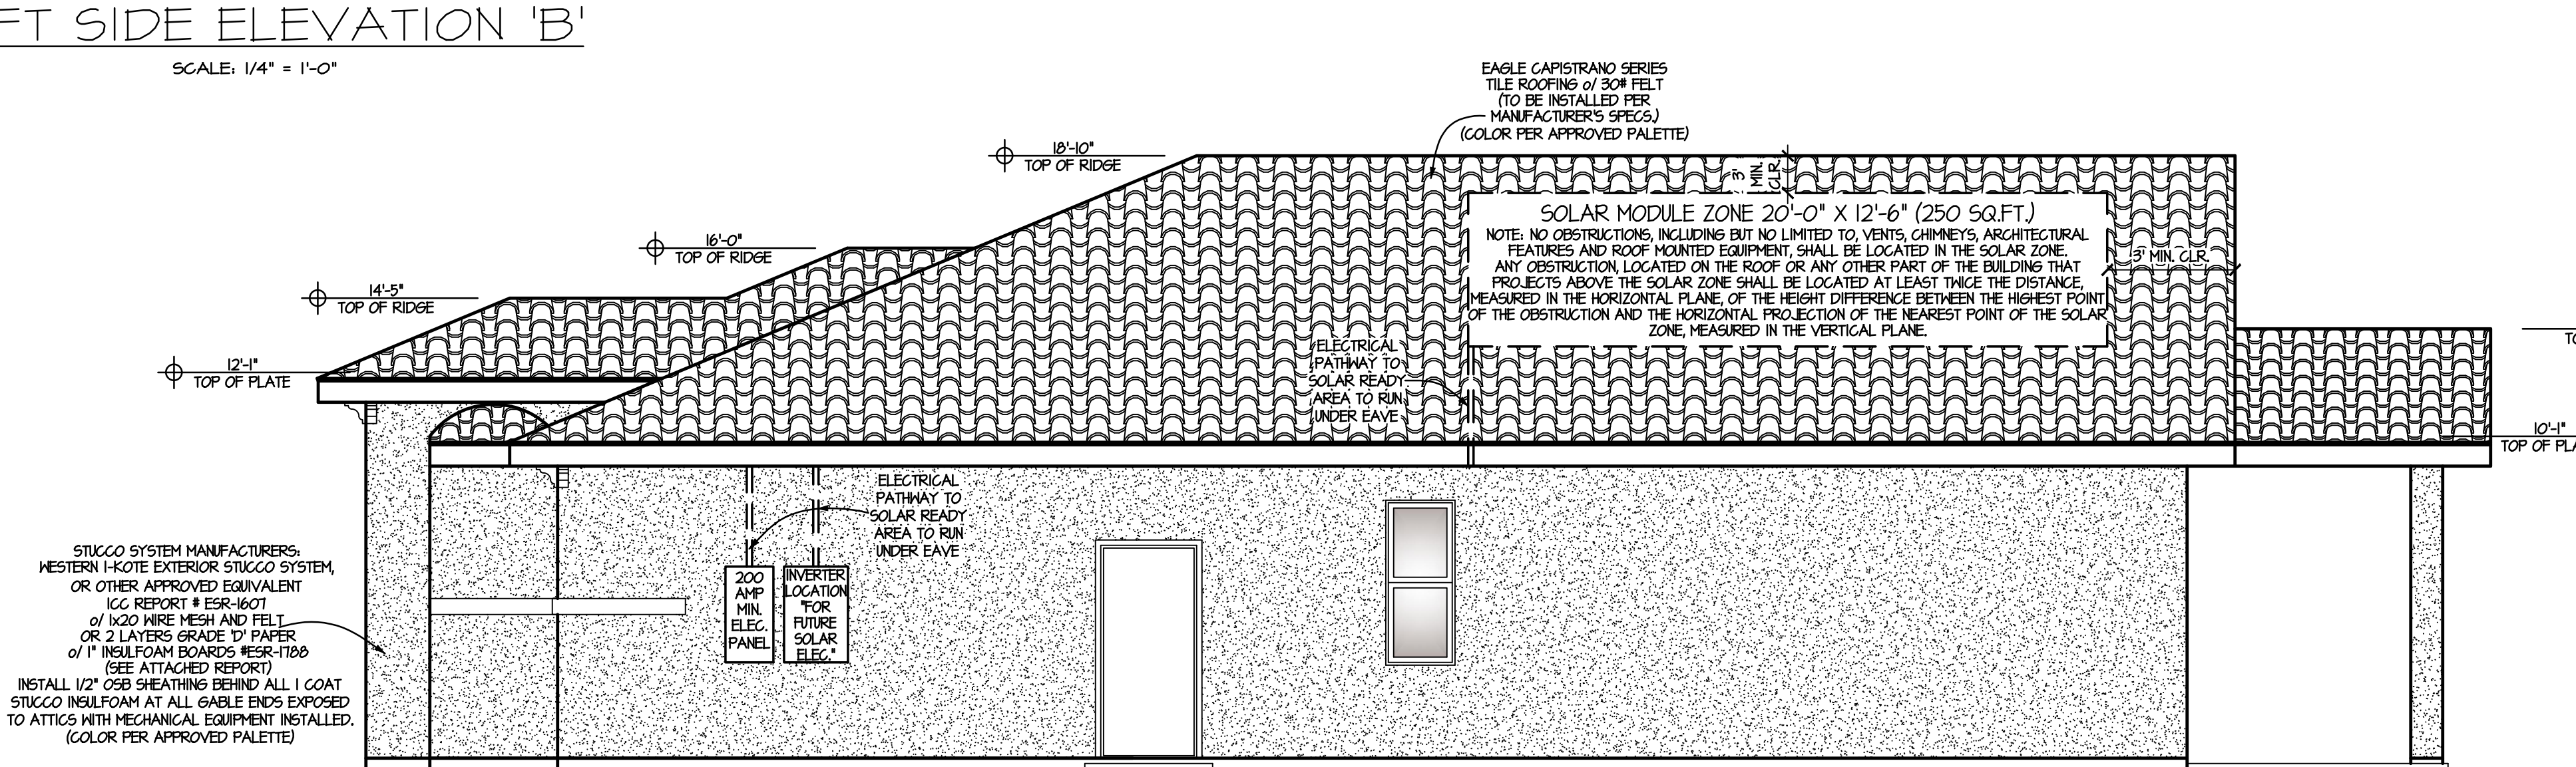 FT SIDE ELEVATION 'B'
SCALE: 1/4" = 1'-0"
EAGLE CAPISTRANO SERIES
TILE ROOFING o/ 30# FELT
(TO BE INSTALLED PER
MANUFACTURER'S SPECS.)
(COLOR PER APPROVED PALETTE)
18'-10"
TOP OF RIDGE
16'-0"
TOP OF RIDGE
14'-5"
TOP OF RIDGE
12'-1"
TOP OF PLATE
3'
MIN.
CLR.
SOLAR MODULE ZONE 20'-0" X 12'-6" (250 SQ.FT.)
NOTE: NO OBSTRUCTIONS, INCLUDING BUT NO LIMITED TO, VENTS, CHIMNEYS, ARCHITECTURAL
FEATURES AND ROOF MOUNTED EQUIPMENT, SHALL BE LOCATED IN THE SOLAR ZONE.
ANY OBSTRUCTION, LOCATED ON THE ROOF OR ANY OTHER PART OF THE BUILDING THAT
PROJECTS ABOVE THE SOLAR ZONE SHALL BE LOCATED AT LEAST TWICE THE DISTANCE,
MEASURED IN THE HORIZONTAL PLANE, OF THE HEIGHT DIFFERENCE BETWEEN THE HIGHEST POINT
OF THE OBSTRUCTION AND THE HORIZONTAL PROJECTION OF THE NEAREST POINT OF THE SOLAR
ZONE, MEASURED IN THE VERTICAL PLANE.
3' MIN. CLR.
ELECTRICAL
PATHWAY TO
SOLAR READY
AREA TO RUN
UNDER EAVE
TO
10'-1"
TOP OF PLA
ELECTRICAL
PATHWAY TO
SOLAR READY
AREA TO RUN
UNDER EAVE
200
AMP
MIN.
ELEC.
PANEL
INVERTER
LOCATION
"FOR
FUTURE
SOLAR
ELEC."
STUCCO SYSTEM MANUFACTURERS:
WESTERN 1-KOTE EXTERIOR STUCCO SYSTEM,
OR OTHER APPROVED EQUIVALENT
ICC REPORT # ESR-1607
o/ 1x20 WIRE MESH AND FELT
OR 2 LAYERS GRADE 'D' PAPER
o/ 1" INSULFOAM BOARDS #ESR-1788
(SEE ATTACHED REPORT)
INSTALL 1/2" OSB SHEATHING BEHIND ALL 1 COAT
STUCCO INSULFOAM AT ALL GABLE ENDS EXPOSED
TO ATTICS WITH MECHANICAL EQUIPMENT INSTALLED.
(COLOR PER APPROVED PALETTE)